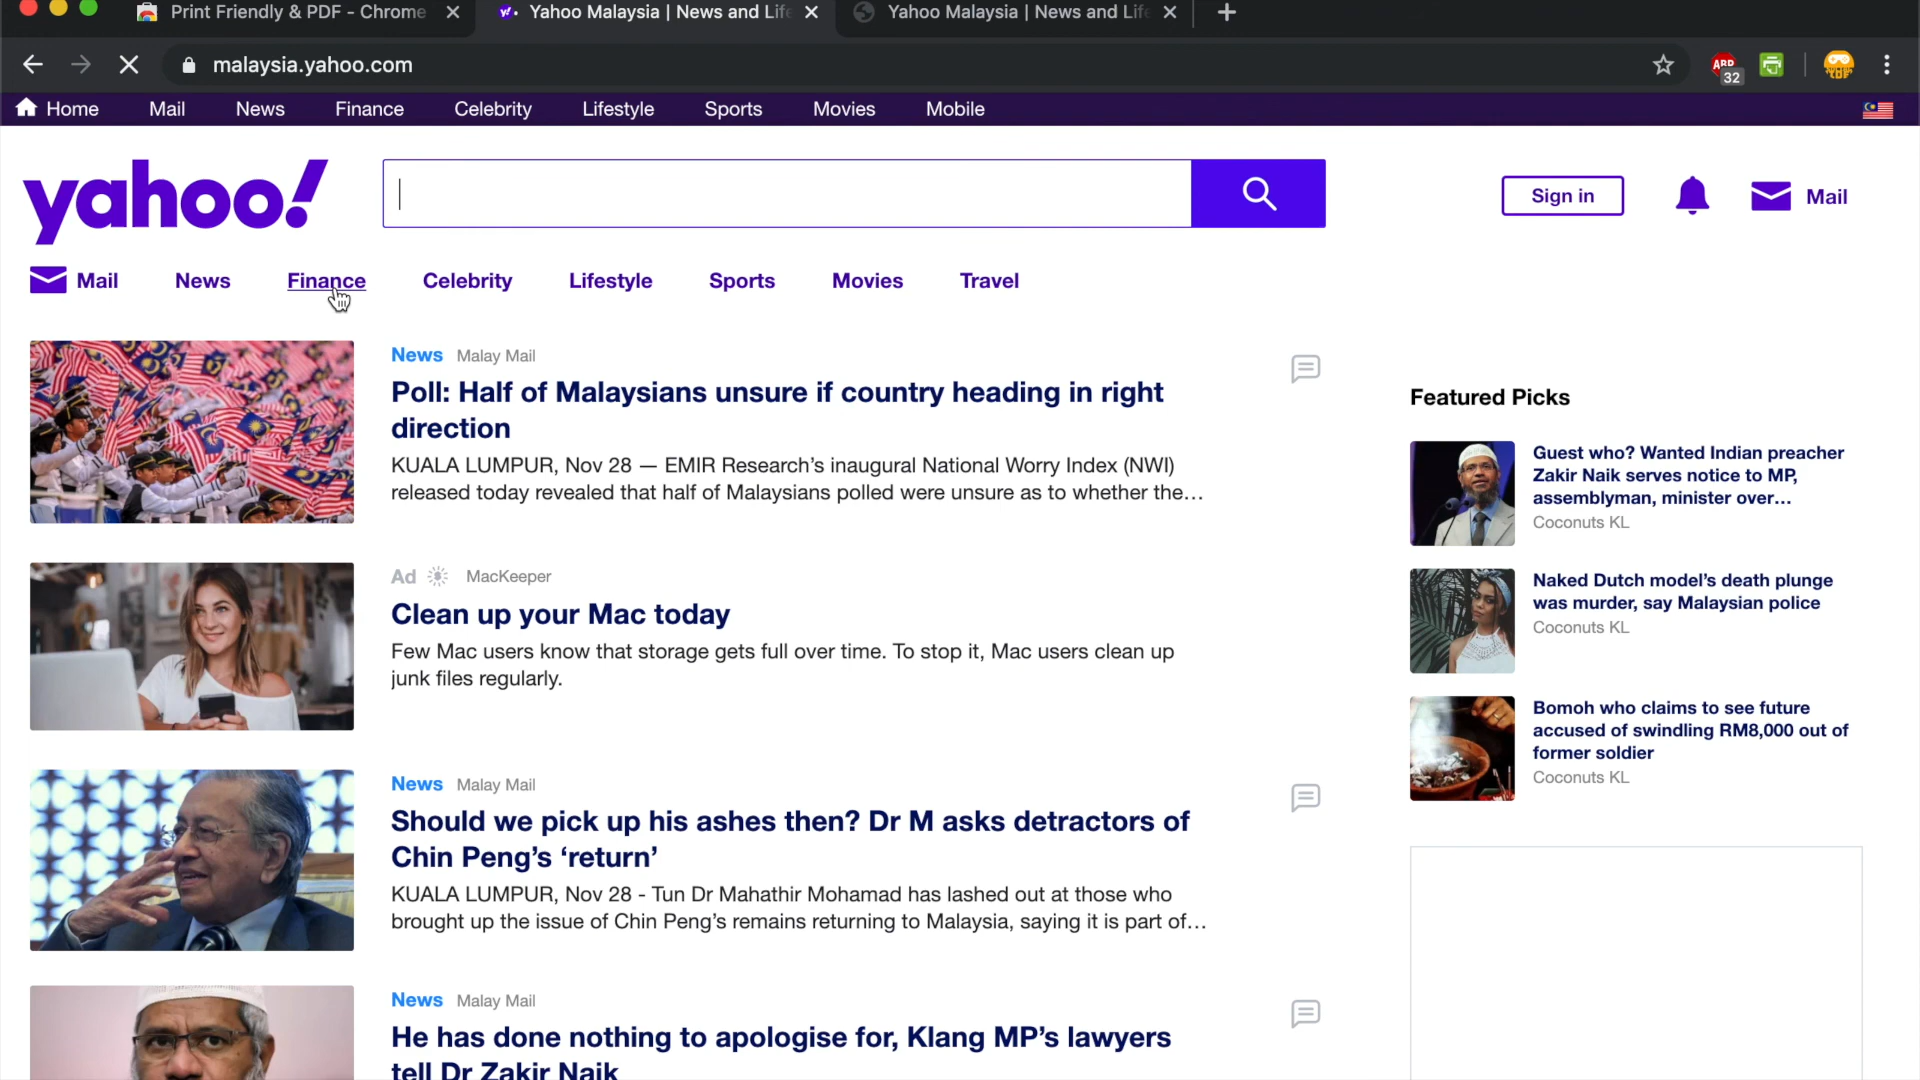 Print Friendly & PDF - Chrome
Yahoo Malaysia | News and Life
Yahoo Malaysia | News and Life
malaysia.yahoo.com
ABP
32
Home Mail News Finance Celebrity Lifestyle Sports Movies Mobile
yahoo!
Sign in
Mail
Mail News Finance Celebrity Lifestyle Sports Movies Travel
News Malay Mail
Poll: Half of Malaysians unsure if country heading in right
direction
KUALA LUMPUR, Nov 28 — EMIR Research’s inaugural National Worry Index (NWI)
released today revealed that half of Malaysians polled were unsure as to whether the…
Ad MacKeeper
Clean up your Mac today
Few Mac users know that storage gets full over time. To stop it, Mac users clean up
junk files regularly.
News Malay Mail
Should we pick up his ashes then? Dr M asks detractors of
Chin Peng’s ‘return’
KUALA LUMPUR, Nov 28 - Tun Dr Mahathir Mohamad has lashed out at those who
brought up the issue of Chin Peng’s remains returning to Malaysia, saying it is part of…
News Malay Mail
He has done nothing to apologise for, Klang MP’s lawyers
tell Dr Zakir Naik
Featured Picks
Guest who? Wanted Indian preacher
Zakir Naik serves notice to MP,
assemblyman, minister over…
Coconuts KL
Naked Dutch model’s death plunge
was murder, say Malaysian police
Coconuts KL
Bomoh who claims to see future
accused of swindling RM8,000 out of
former soldier
Coconuts KL